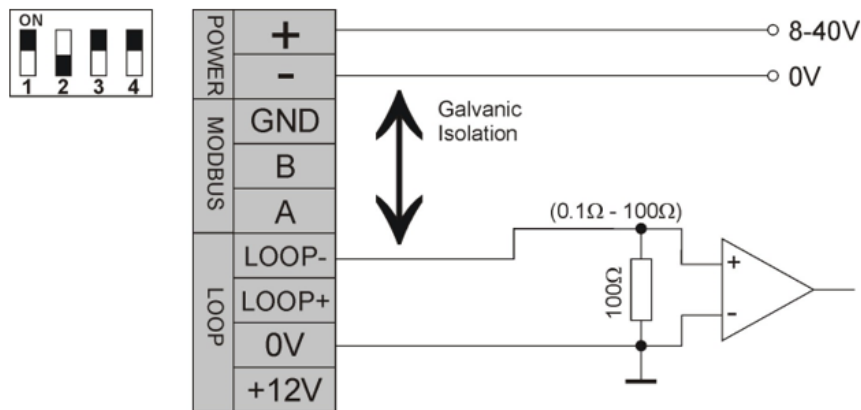 ON
1 2 3 4
POWER
+
-
MODBUS
GND
B
A
LOOP
LOOP-
LOOP+
0V
+12V
8-40V
0V
Galvanic
Isolation
(0.1Ω - 100Ω)
100Ω
+
-